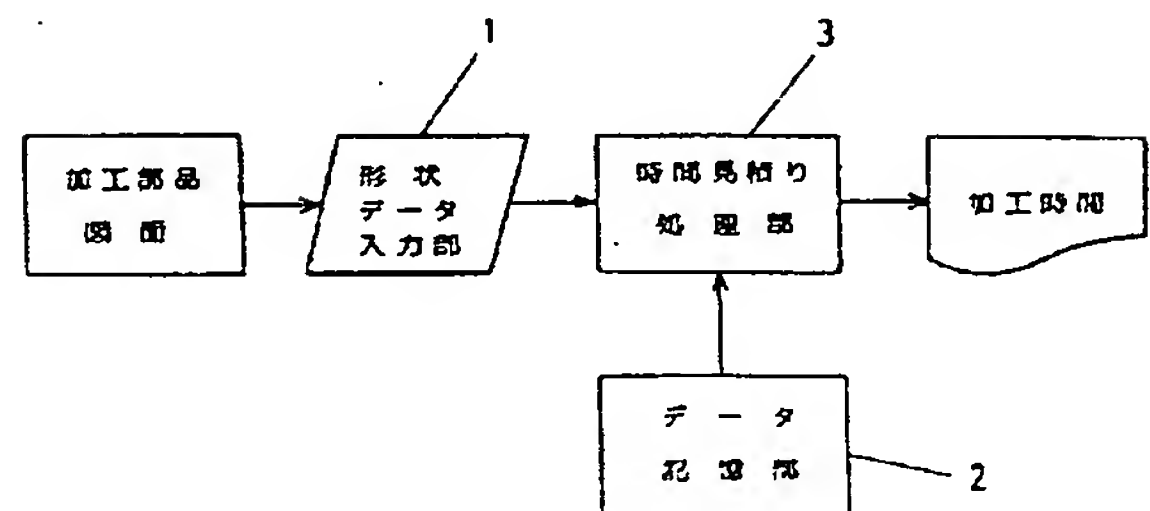 1
3
加工部品
図面
形状
データ
入力部
時間見積り
処理部
加工時間
データ
記憶部
2